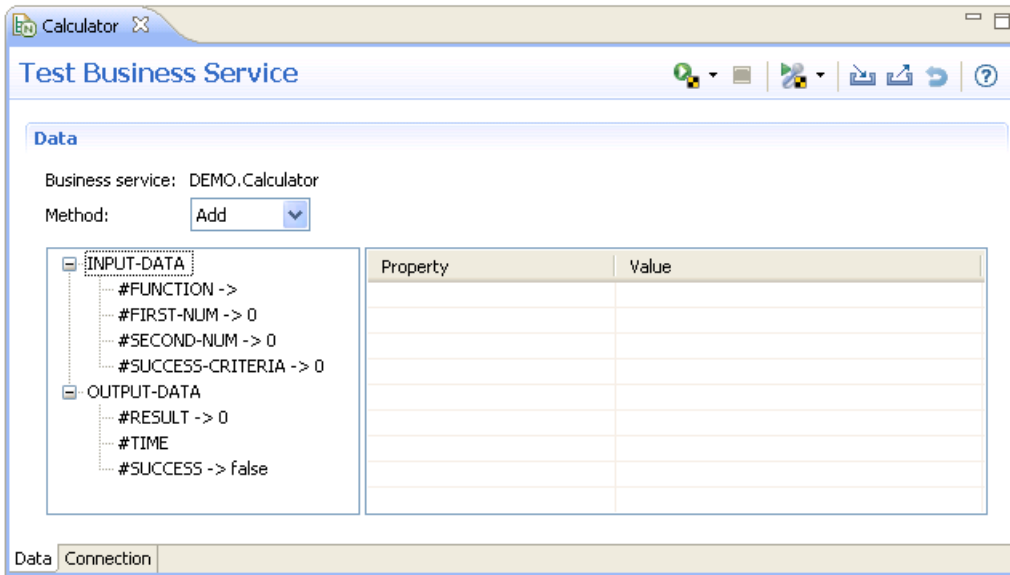 Calculator
Test Business Service
Data
Business service: DEMO.Calculator
Method: Add
INPUT-DATA
#FUNCTION ->
#FIRST-NUM -> 0
#SECOND-NUM -> 0
#SUCCESS-CRITERIA -> 0
OUTPUT-DATA
#RESULT -> 0
#TIME
#SUCCESS -> false
Property Value
Data Connection